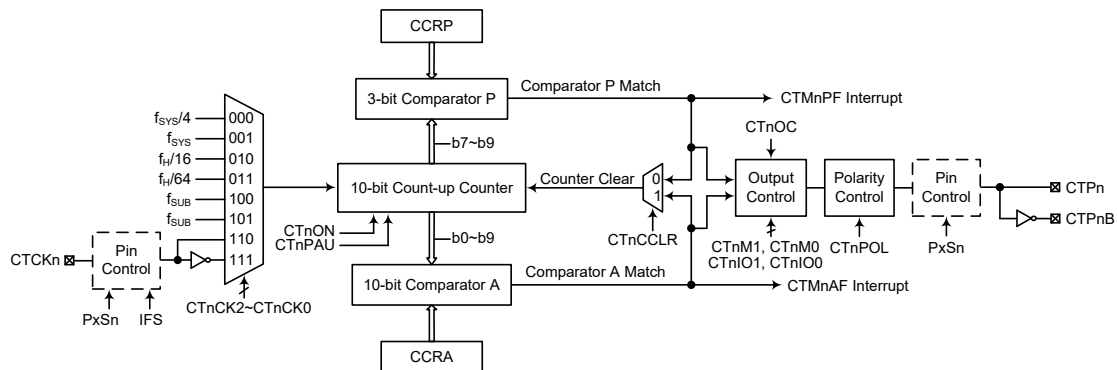 CCRP
3-bit Comparator P
Comparator P Match
CTMnPF Interrupt
b7~b9
fSYS/4
fSYS
fH/16
fH/64
fSUB
fSUB
000
001
010
011
100
101
110
111
CTCKn
Pin
Control
PxSn
IFS
CTnCK2~CTnCK0
10-bit Count-up Counter
CTnON
CTnPAU
Counter Clear
0
1
CTnCCLR
CTnOC
Output
Control
CTnM1, CTnM0
CTnIO1, CTnIO0
Polarity
Control
CTnPOL
Pin
Control
PxSn
CTPn
CTPnB
b0~b9
10-bit Comparator A
Comparator A Match
CTMnAF Interrupt
CCRA